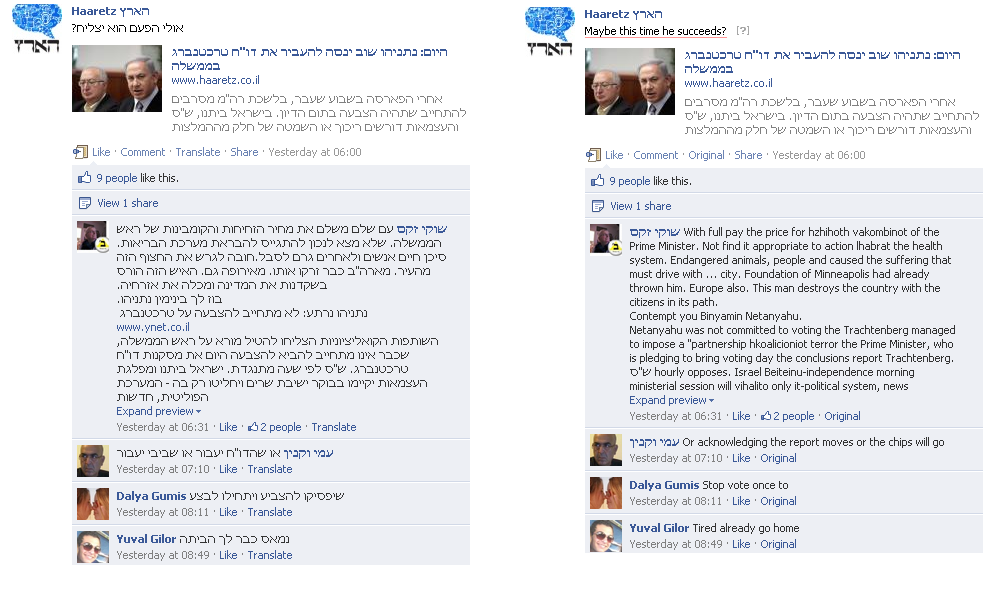 Haaretz הארץ
אולי הפעם הוא יצליח?
היום: נתניהו שוב ינסה להעביר את דו"ח טרכטנברג
בממשלה
www.haaretz.co.il
אחרי הפארסה בשבוע שעבר, בלשכת רה"מ מסרבים
להתחייב שתהיה הצבעה בתום הדיון. בישראל ביתנו, ש"ס
והעצמאות דורשים ריכוך או השמטה של חלק מההמלצות
Like · Comment · Translate · Share · Yesterday at 06:00
9 people like this.
View 1 share
שוקי זקס עם שלם משלם את מחיר הזחיחות והקומבינות של ראש
הממשלה. שלא מצא לנכון להתגייס להבראת מערכת הבריאות.
סיכן חיים אנשים ולאחרים גרם לסבל.חובה לגרש את החצוף הזה
מהעיר. מארה"ב כבר זרקו אותו. מאירופה גם. האיש הזה הורס
בשקדנות את המדינה ומכלה את אזרחיה.
בוז לך בינימין נתניהו.
נתניהו נרתע: לא מתחייב להצבעה על טרכטנברג
www.ynet.co.il
השותפות הקואליציוניות הצליחו להטיל מורא על ראש הממשלה,
שכבר אינו מתחייב להביא להצבעה היום את מסקנות דו"ח
טרכטנברג. ש"ס לפי שעה מתנגדת. ישראל ביתנו ומפלגת
העצמאות יקיימו בבוקר ישיבת שרים ויחליטו רק בה - המערכת
הפוליטית, חדשות
Expand preview
Yesterday at 06:31 · Like · 2 people · Translate
עמי וקנין או שהדו"ח יעבור או שביבי יעבור
Yesterday at 07:10 · Like · Translate
Dalya Gumis שיפסיקו להצביע ויתחילו לבצע
Yesterday at 08:11 · Like · Translate
Yuval Gilor נמאס כבר לך הביתה
Yesterday at 08:49 · Like · Translate
הארץ
Haaretz הארץ
Maybe this time he succeeds? [?]
היום: נתניהו שוב ינסה להעביר את דו"ח טרכטנברג
בממשלה
www.haaretz.co.il
אחרי הפארסה בשבוע שעבר, בלשכת רה"מ מסרבים
להתחייב שתהיה הצבעה בתום הדיון. בישראל ביתנו, ש"ס
והעצמאות דורשים ריכוך או השמטה של חלק מההמלצות
Like · Comment · Original · Share · Yesterday at 06:00
9 people like this.
View 1 share
שוקי זקס With full pay the price for hzhihoth vakombinot of the
Prime Minister. Not find it appropriate to action lhabrat the health
system. Endangered animals, people and caused the suffering that
must drive with ... city. Foundation of Minneapolis had already
thrown him. Europe also. This man destroys the country with the
citizens in its path.
Contempt you Binyamin Netanyahu.
Netanyahu was not committed to voting the Trachtenberg managed
to impose a "partnership hkoalicioniot terror the Prime Minister, who
is pledging to bring voting day the conclusions report Trachtenberg.
ש"ס hourly opposes. Israel Beiteinu-independence morning
ministerial session will vihalito only it-political system, news
Expand preview
Yesterday at 06:31 · Like · 2 people · Original
עמי וקנין Or acknowledging the report moves or the chips will go
Yesterday at 07:10 · Like · Original
Dalya Gumis Stop vote once to
Yesterday at 08:11 · Like · Original
Yuval Gilor Tired already go home
Yesterday at 08:49 · Like · Original
הארץ